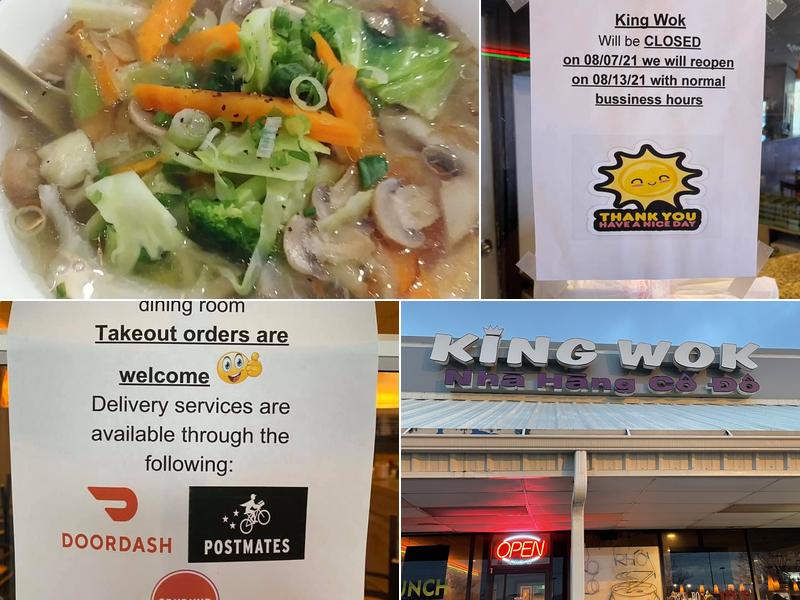 King Wok
Will be CLOSED
on 08/07/21 we will reopen
on 08/13/21 with normal
bussiness hours
THANK YOU
HAVE A NICE DAY
dining room
Takeout orders are
welcome
Delivery services are
available through the
following:
DOORDASH
POSTMATES
KING WOK
Nhà Hàng Cố Đô
OPEN
UNCH
KHÔ